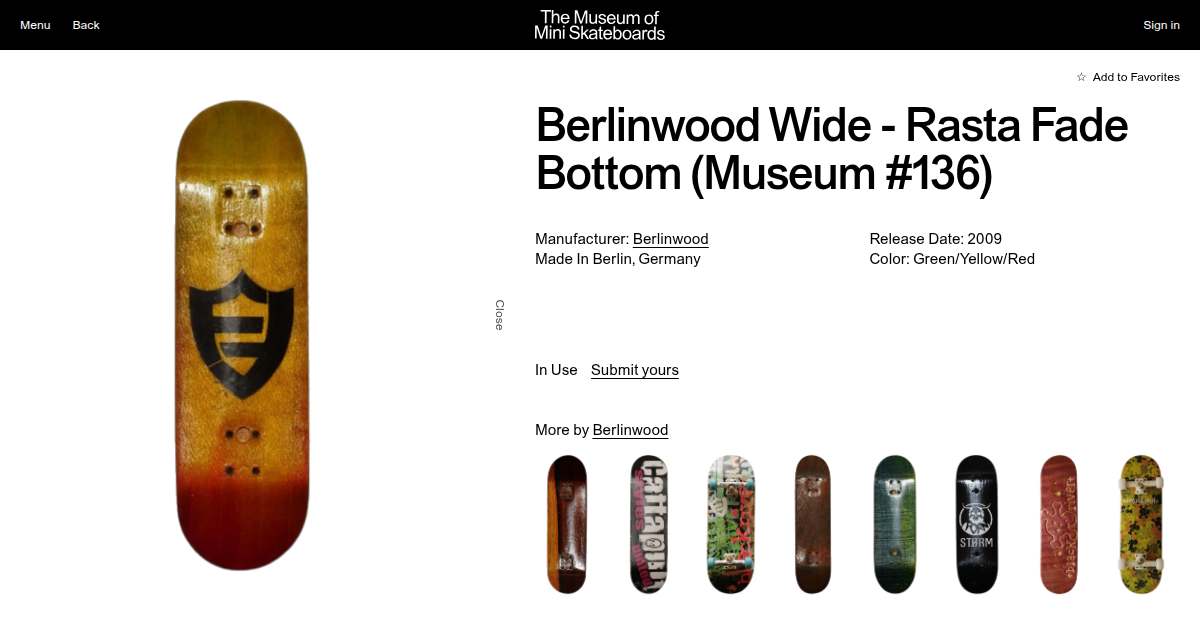 Menu
Back
The Museum of
Mini Skateboards
Sign in
☆ Add to Favorites
Berlinwood Wide - Rasta Fade
Bottom (Museum #136)
Manufacturer: Berlinwood
Made In Berlin, Germany
Release Date: 2009
Color: Green/Yellow/Red
Close
In Use Submit yours
More by Berlinwood
STORM